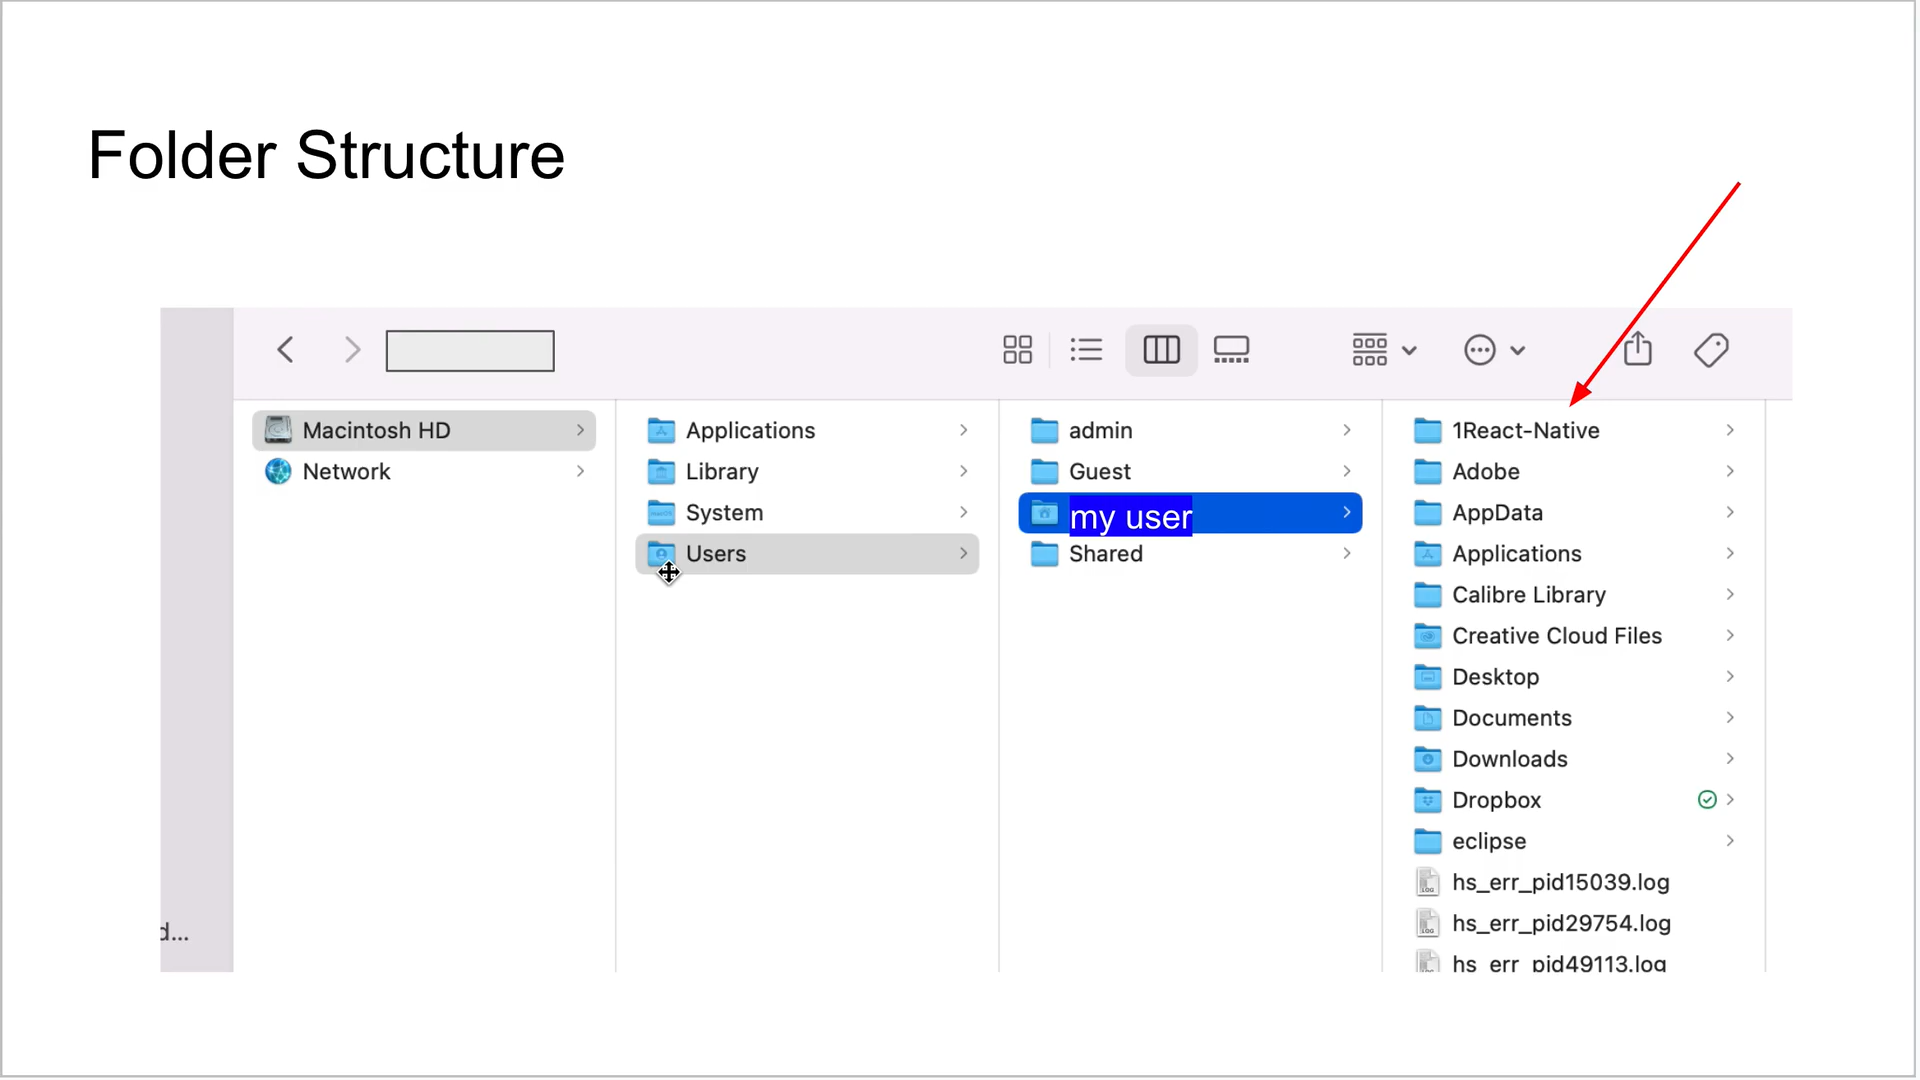 Folder Structure
Macintosh HD
Network
Applications
Library
System
Users
admin
Guest
my user
Shared
1React-Native
Adobe
AppData
Applications
Calibre Library
Creative Cloud Files
Desktop
Documents
Downloads
Dropbox
eclipse
hs_err_pid15039.log
hs_err_pid29754.log
hs_err_pid49113.log
d...